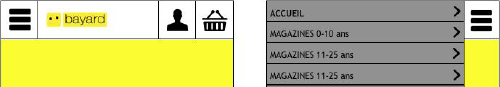 bayard
ACCUEIL
MAGAZINES 0-10 ans
MAGAZINES 11-25 ans
MAGAZINES 11-25 ans